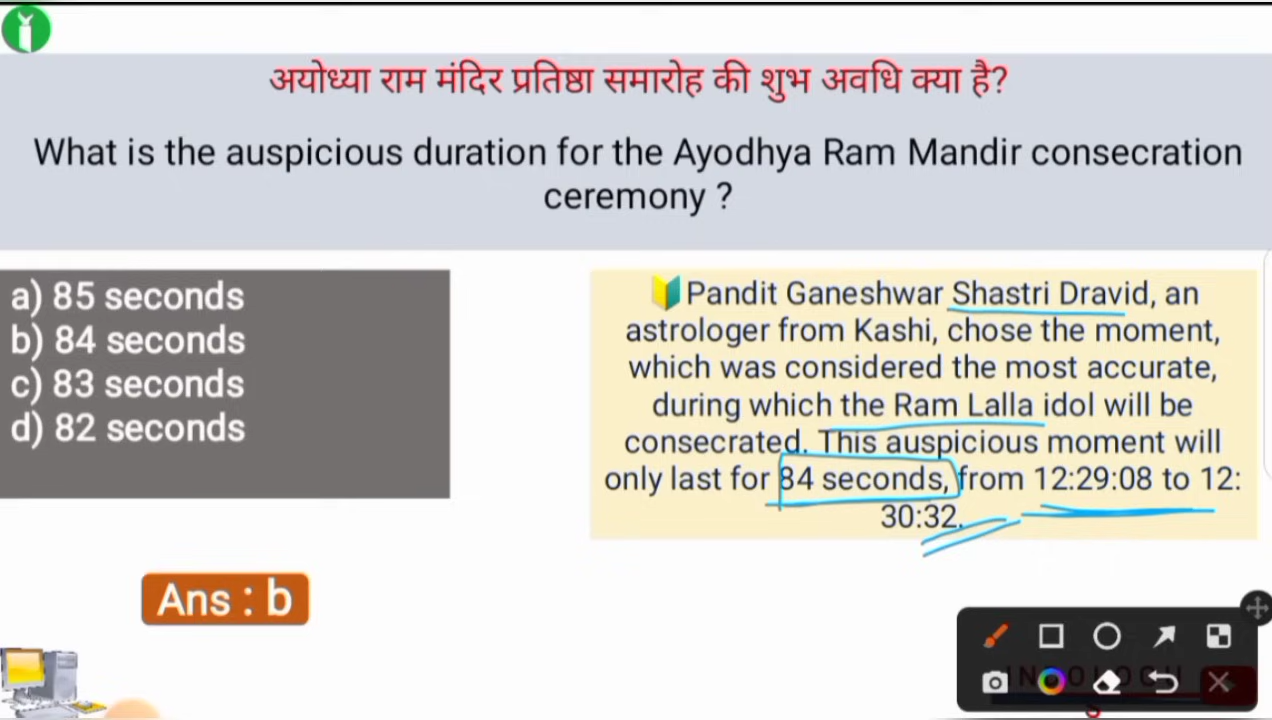 अयोध्या राम मंदिर प्रतिष्ठा समारोह की शुभ अवधि क्या है?
What is the auspicious duration for the Ayodhya Ram Mandir consecration
ceremony ?
a) 85 seconds
b) 84 seconds
c) 83 seconds
d) 82 seconds
Pandit Ganeshwar Shastri Dravid, an
astrologer from Kashi, chose the moment,
which was considered the most accurate,
during which the Ram Lalla idol will be
consecrated. This auspicious moment will
only last for 84 seconds, from 12:29:08 to 12:
30:32.
Ans : b